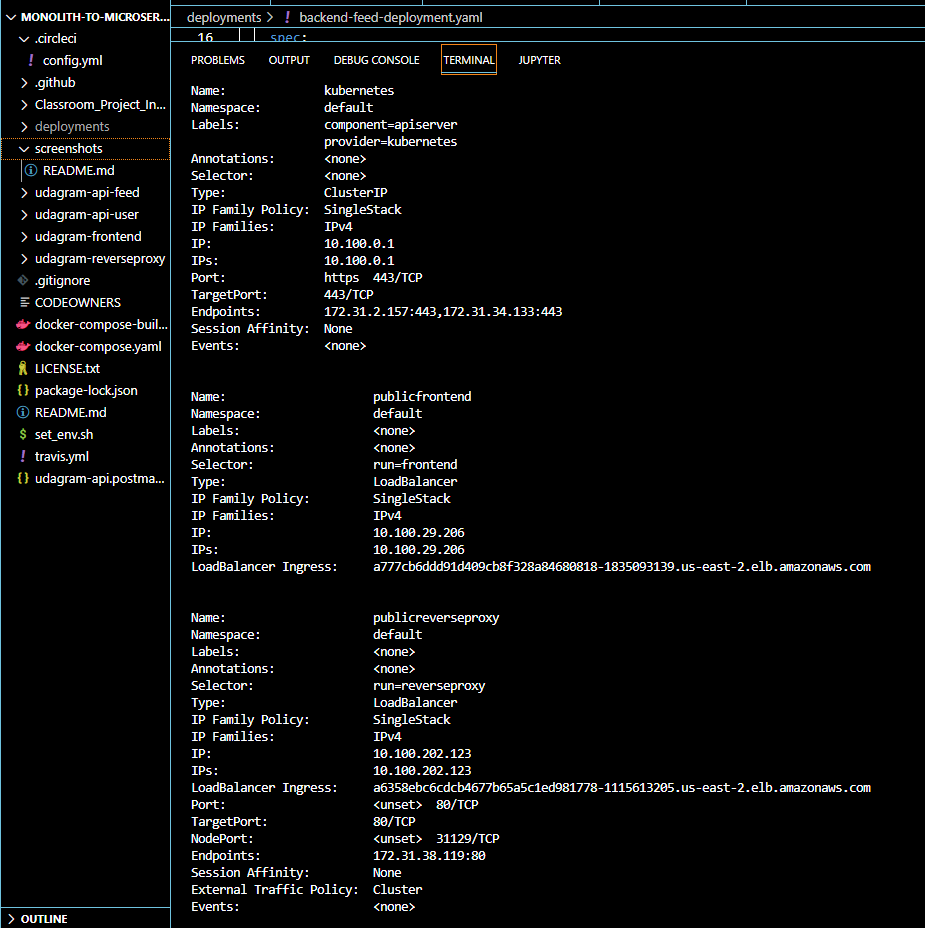 MONOLITH-TO-MICROSER...
.circleci
config.yml
.github
Classroom_Project_In...
deployments
screenshots
README.md
udagram-api-feed
udagram-api-user
udagram-frontend
udagram-reverseproxy
.gitignore
CODEOWNERS
docker-compose-buil...
docker-compose.yaml
LICENSE.txt
package-lock.json
README.md
set_env.sh
travis.yml
udagram-api.postma...
OUTLINE
deployments > ! backend-feed-deployment.yaml
16 spec:
PROBLEMS OUTPUT DEBUG CONSOLE TERMINAL JUPYTER
Name: kubernetes
Namespace: default
Labels: component=apiserver
provider=kubernetes
Annotations: <none>
Selector: <none>
Type: ClusterIP
IP Family Policy: SingleStack
IP Families: IPv4
IP: 10.100.0.1
IPs: 10.100.0.1
Port: https 443/TCP
TargetPort: 443/TCP
Endpoints: 172.31.2.157:443,172.31.34.133:443
Session Affinity: None
Events: <none>
Name: publicfrontend
Namespace: default
Labels: <none>
Annotations: <none>
Selector: run=frontend
Type: LoadBalancer
IP Family Policy: SingleStack
IP Families: IPv4
IP: 10.100.29.206
IPs: 10.100.29.206
LoadBalancer Ingress: a777cb6ddd91d409cb8f328a84680818-1835093139.us-east-2.elb.amazonaws.com
Name: publicreverseproxy
Namespace: default
Labels: <none>
Annotations: <none>
Selector: run=reverseproxy
Type: LoadBalancer
IP Family Policy: SingleStack
IP Families: IPv4
IP: 10.100.202.123
IPs: 10.100.202.123
LoadBalancer Ingress: a6358ebc6cdcb4677b65a5c1ed981778-1115613205.us-east-2.elb.amazonaws.com
Port: <unset> 80/TCP
TargetPort: 80/TCP
NodePort: <unset> 31129/TCP
Endpoints: 172.31.38.119:80
Session Affinity: None
External Traffic Policy: Cluster
Events: <none>